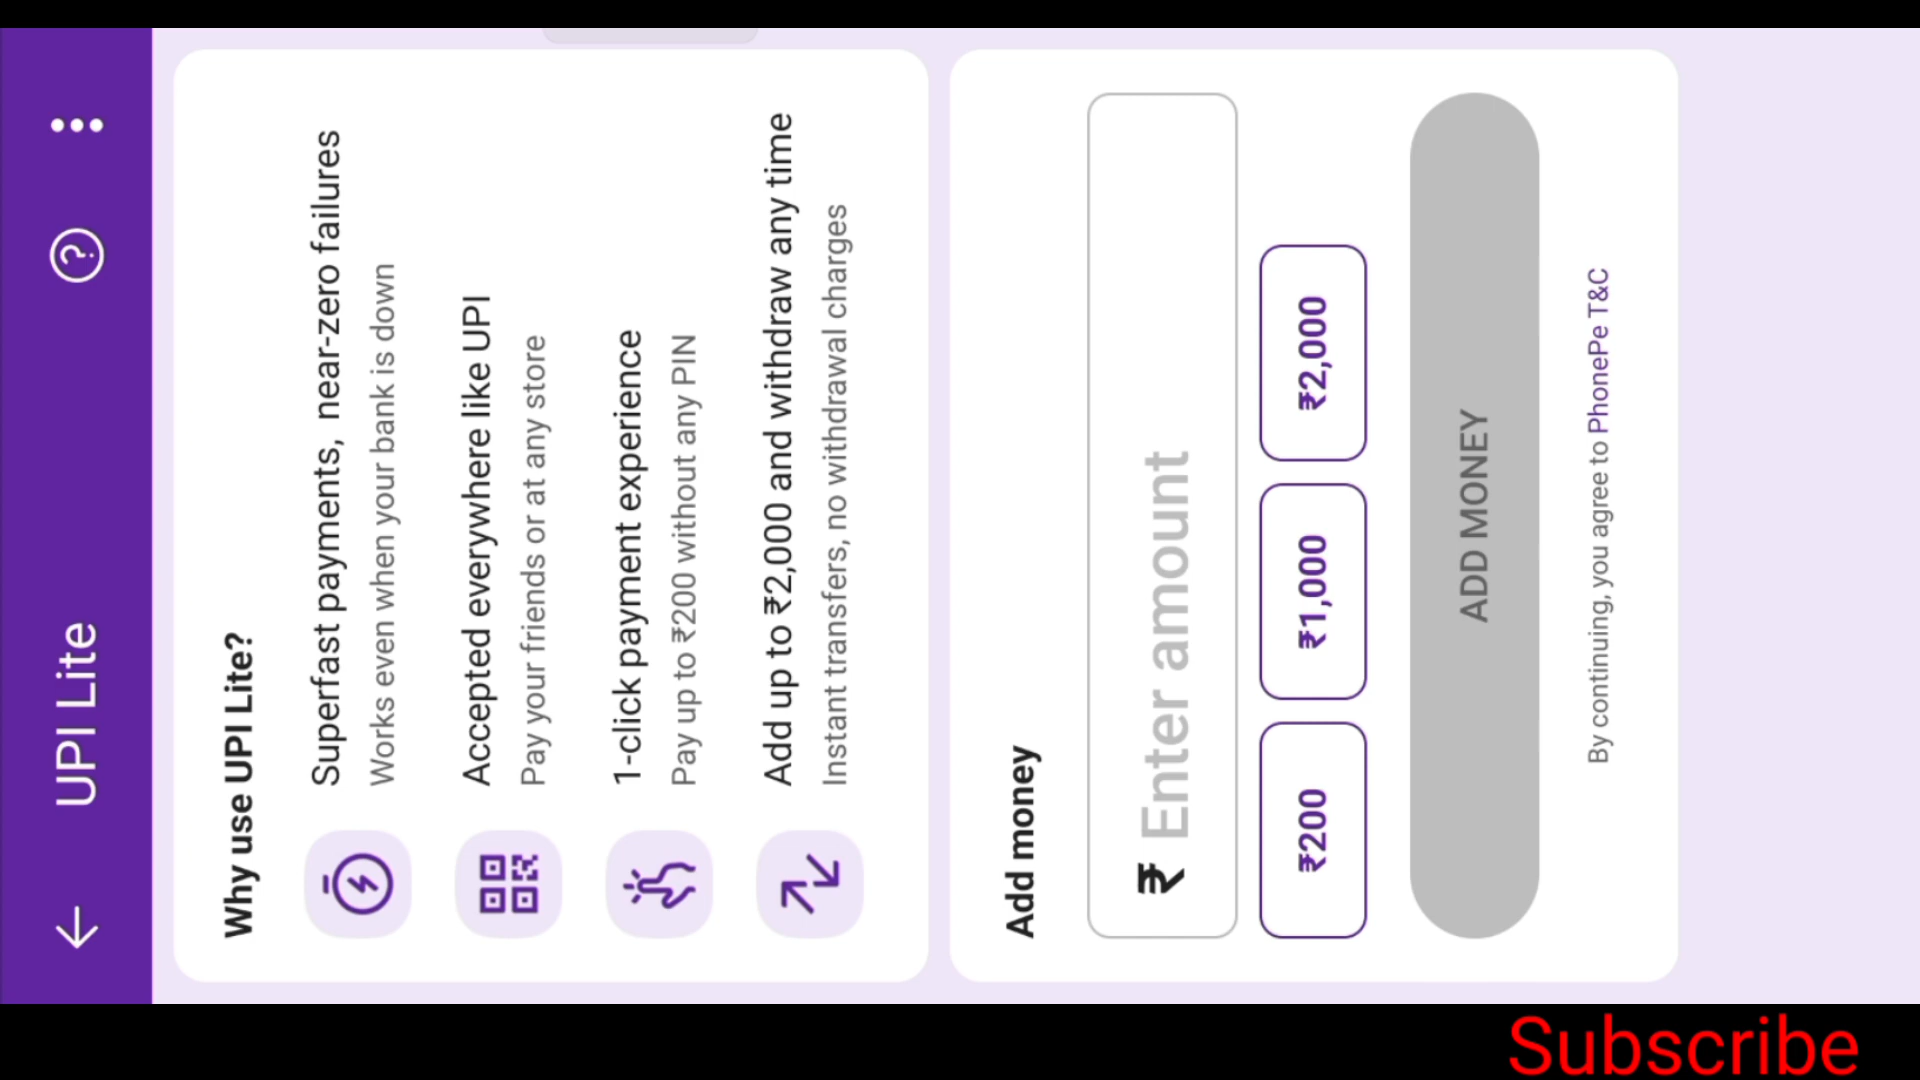 UPI Lite
Why use UPI Lite?
Superfast payments, near-zero failures
Works even when your bank is down
Accepted everywhere like UPI
Pay your friends or at any store
1-click payment experience
Pay up to ₹200 without any PIN
Add up to ₹2,000 and withdraw any time
Instant transfers, no withdrawal charges
Add money
₹ Enter amount
₹200 ₹1,000 ₹2,000
ADD MONEY
By continuing, you agree to PhonePe T&C
Subscribe